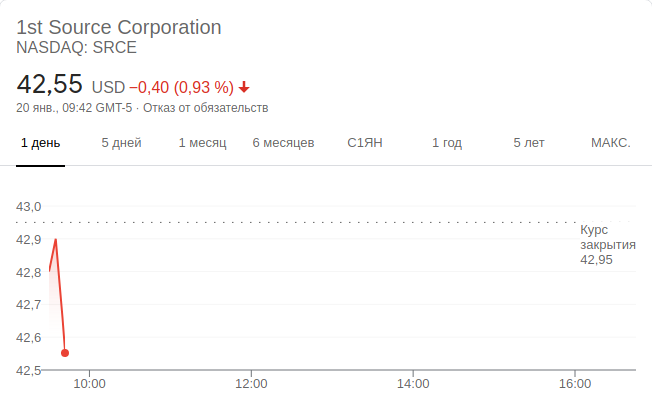 1st Source Corporation
NASDAQ: SRCE
42,55 USD −0,40 (0,93 %)
20 янв., 09:42 GMT-5 · Отказ от обязательств
1 день 5 дней 1 месяц 6 месяцев С1ЯН 1 год 5 лет МАКС.
43,0
Курс
закрытия
42,95
42,9
42,8
42,7
42,6
42,5
10:00 12:00 14:00 16:00